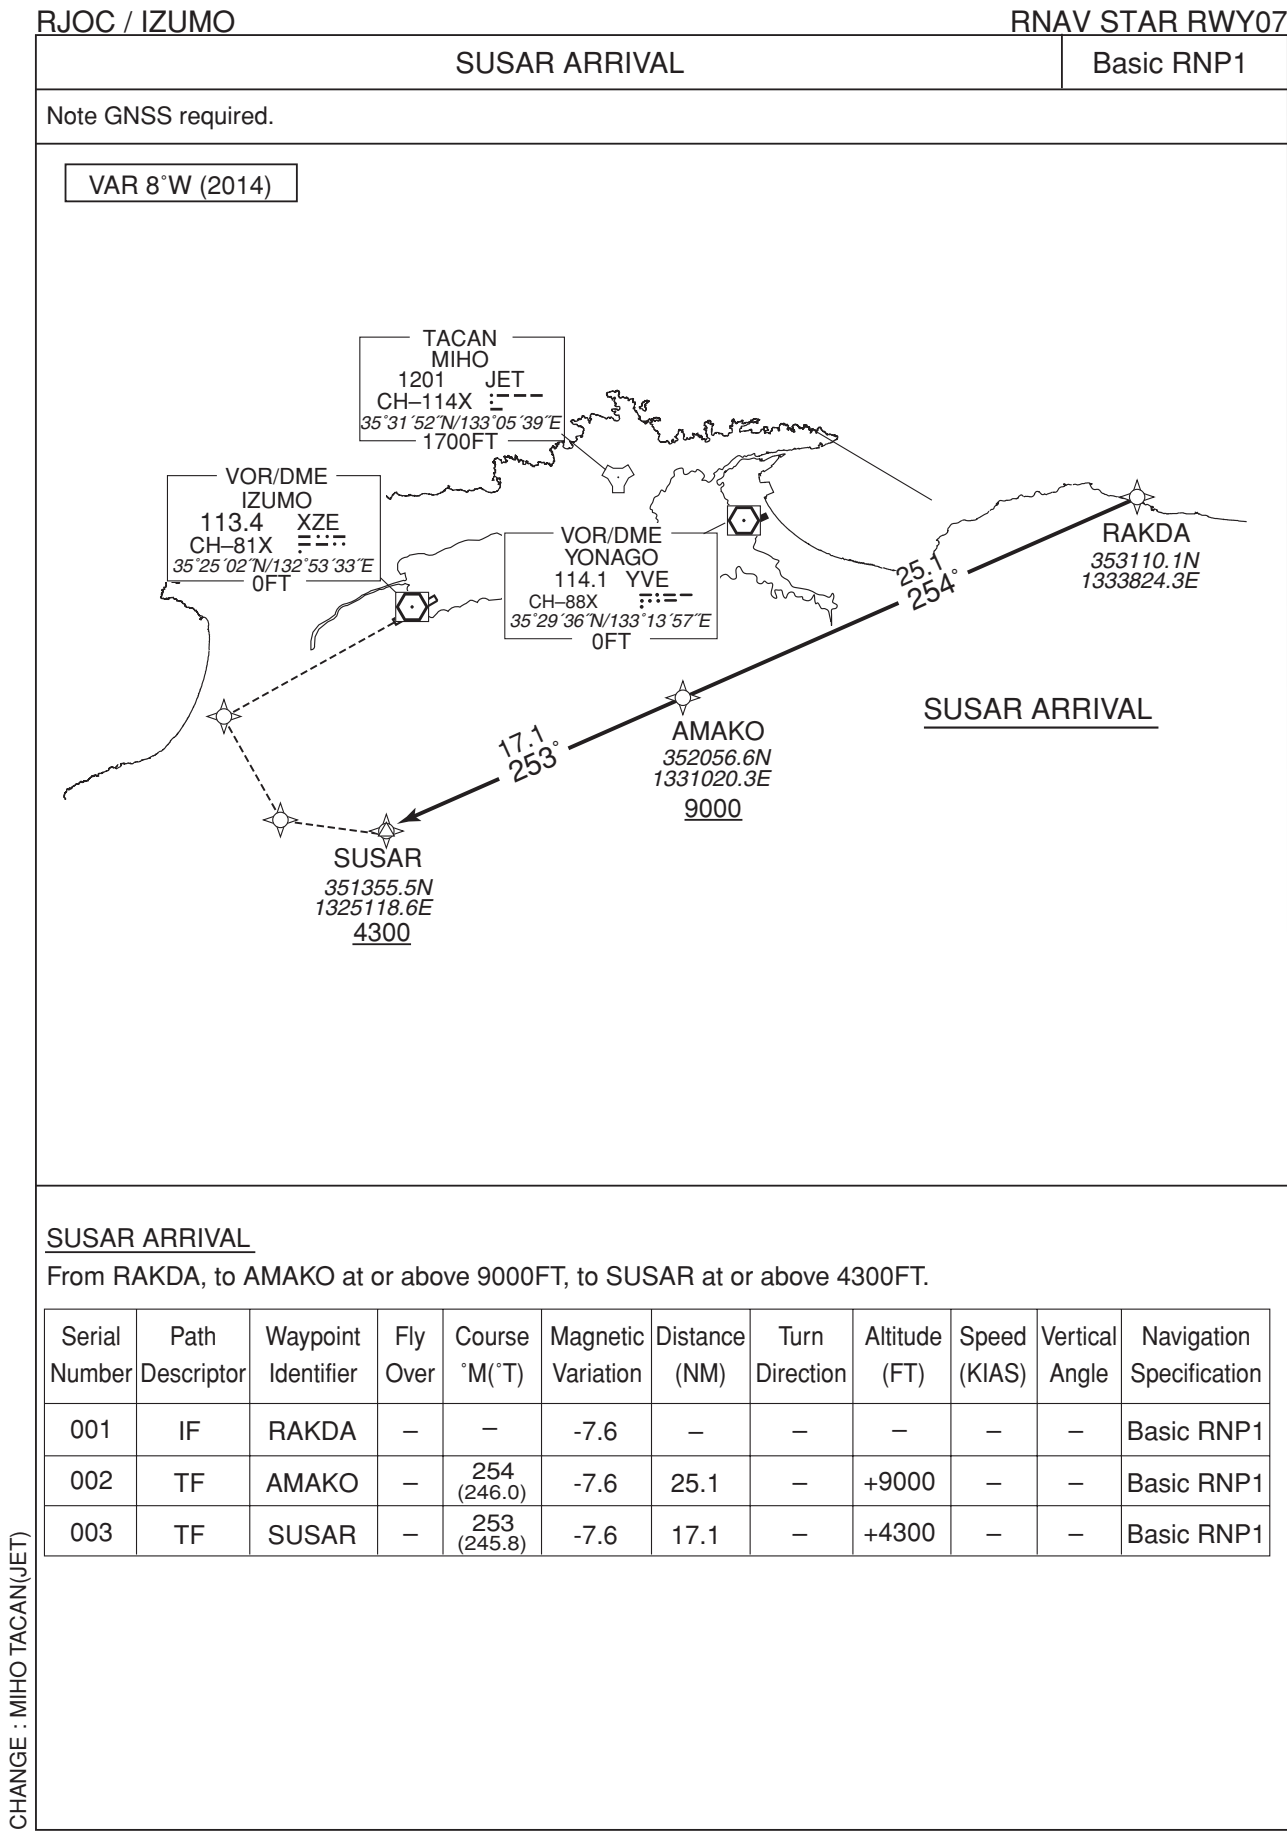 RJOC / IZUMO
RNAV STAR RWY07
SUSAR ARRIVAL
Basic RNP1
Note GNSS required.
VAR 8˚W (2014)
TACAN
MIHO
1201 JET
CH–114X
35˚31´52˝N/133˚05´39˝E
1700FT
VOR/DME
IZUMO
113.4 XZE
CH–81X
35˚25´02˝N/132˚53´33˝E
0FT
VOR/DME
YONAGO
114.1 YVE
CH–88X
35˚29´36˝N/133˚13´57˝E
0FT
RAKDA
353110.1N
1333824.3E
25.1
254˚
SUSAR ARRIVAL
AMAKO
352056.6N
1331020.3E
9000
17.1
253˚
SUSAR
351355.5N
1325118.6E
4300
SUSAR ARRIVAL
From RAKDA, to AMAKO at or above 9000FT, to SUSAR at or above 4300FT.
Serial Path Waypoint Fly Course Magnetic Distance Turn Altitude Speed Vertical Navigation
Number Descriptor Identifier Over ˚M(˚T) Variation (NM) Direction (FT) (KIAS) Angle Specification
001 IF RAKDA – – -7.6 – – – – – Basic RNP1
002 TF AMAKO – 254 (246.0) -7.6 25.1 – +9000 – – Basic RNP1
003 TF SUSAR – 253 (245.8) -7.6 17.1 – +4300 – – Basic RNP1
CHANGE : MIHO TACAN(JET)